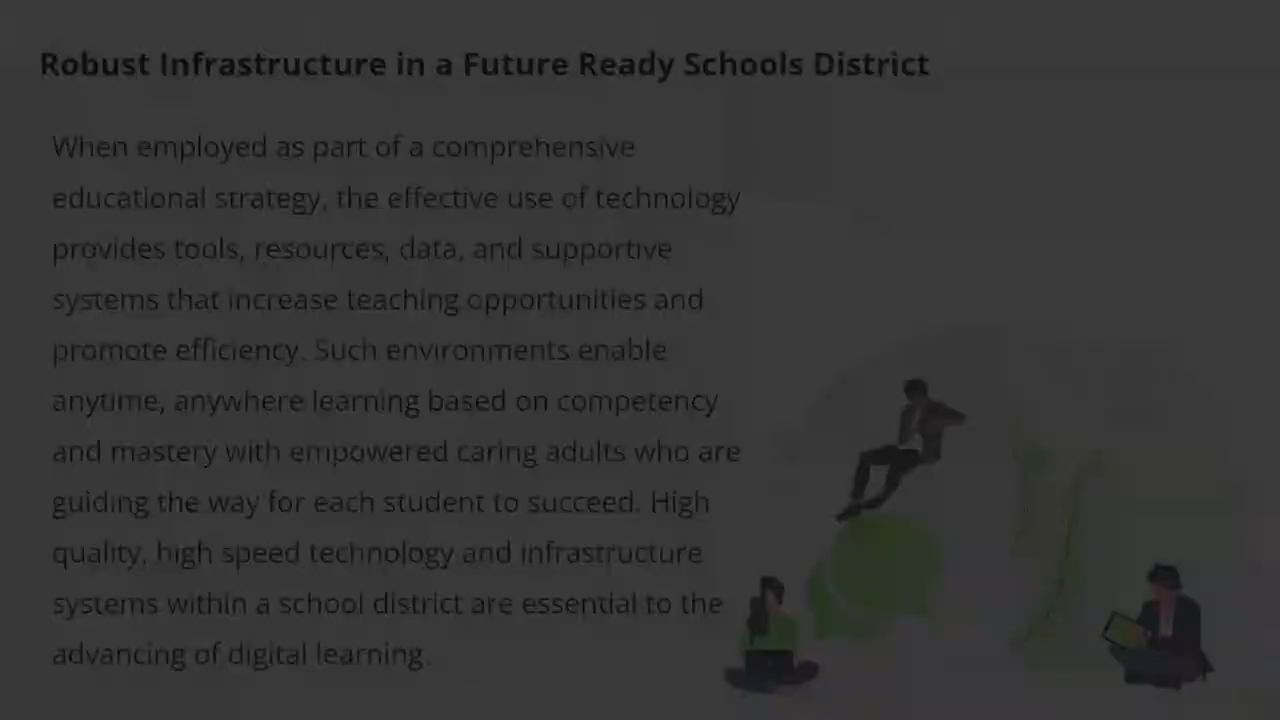 Robust Infrastructure in a Future Ready Schools District
When employed as part of a comprehensive
educational strategy, the effective use of technology
provides tools, resources, data, and supportive
systems that increase teaching opportunities and
promote efficiency. Such environments enable
anytime, anywhere learning based on competency
and mastery with empowered caring adults who are
guiding the way for each student to succeed. High
quality, high speed technology and infrastructure
systems within a school district are essential to the
advancing of digital learning.